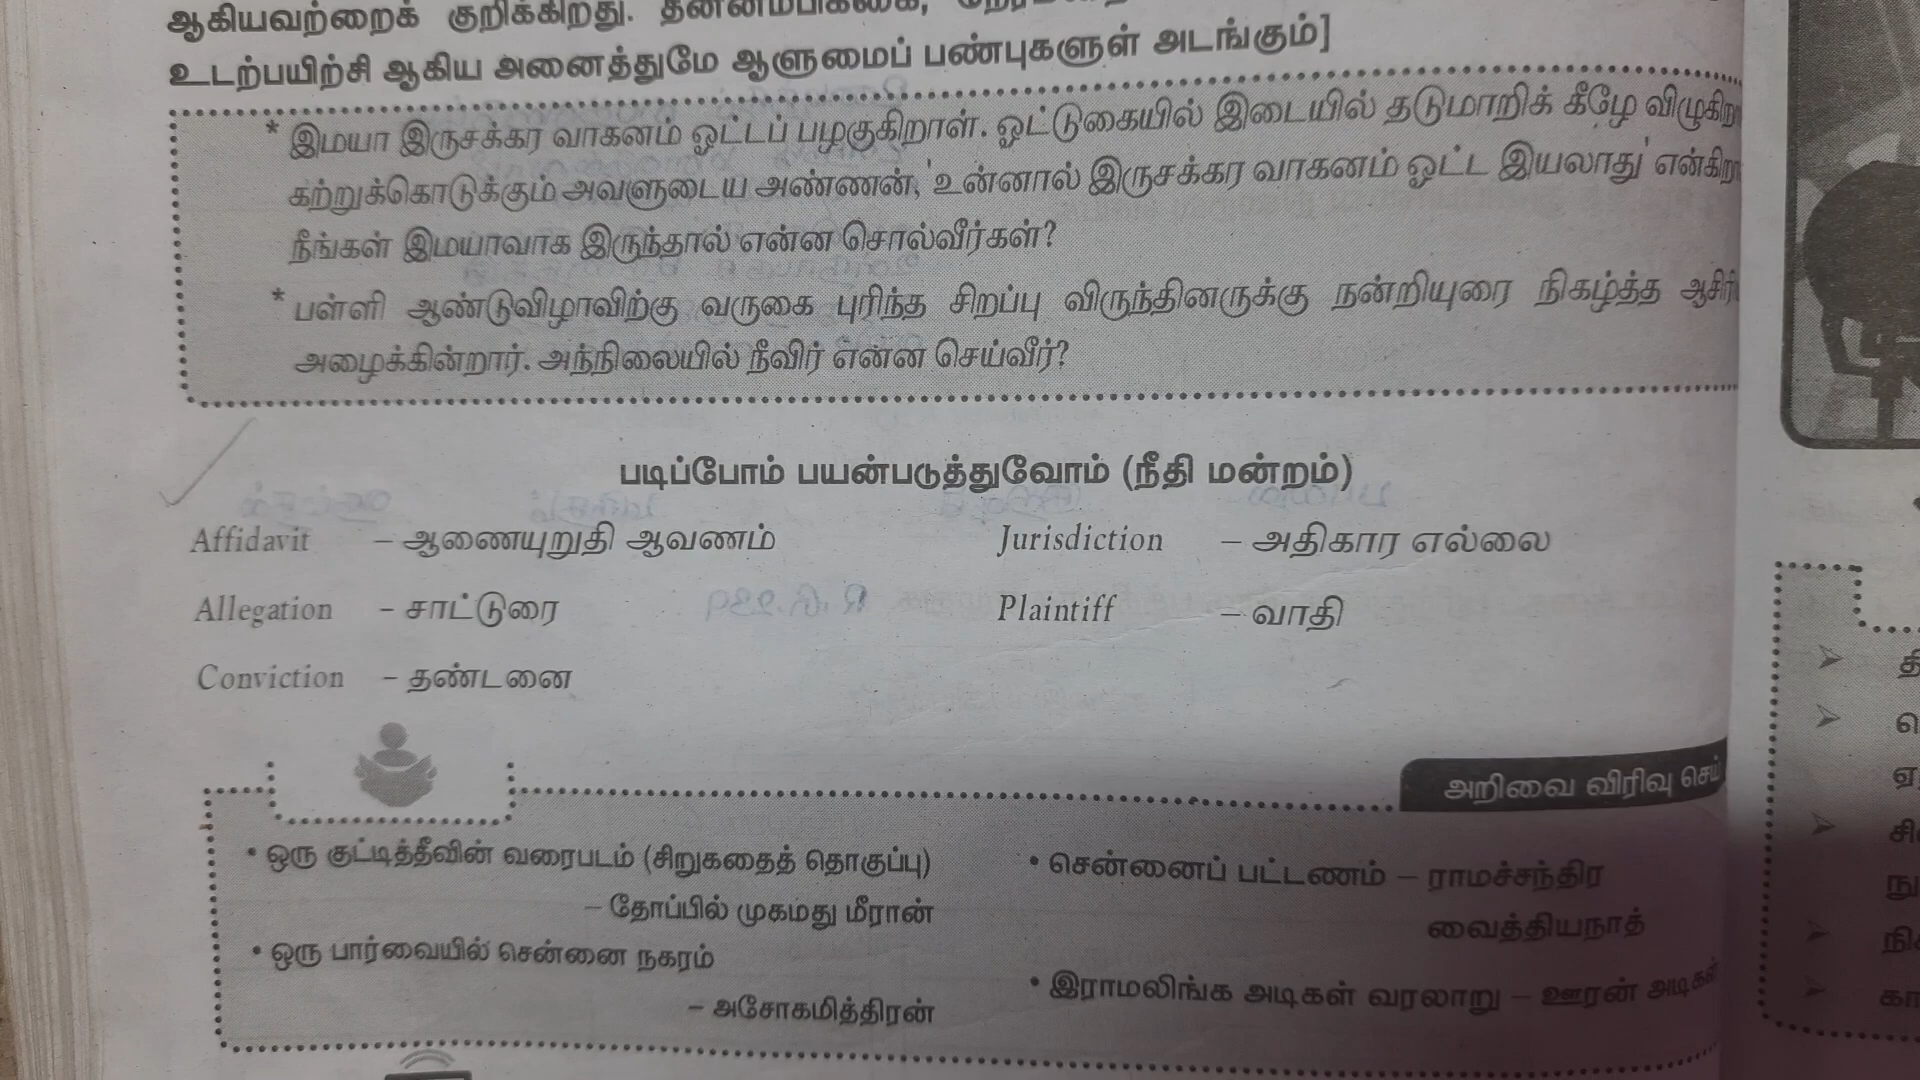 ஆகியவற்றைக் குறிக்கிறது. தன்னம்பிக்கை,
உடற்பயிற்சி ஆகிய அனைத்துமே ஆளுமைப் பண்புகளுள் அடங்கும்]
* இமயா இருசக்கர வாகனம் ஓட்டப் பழகுகிறாள். ஓட்டுகையில் இடையில் தடுமாறிக் கீழே
கற்றுக்கொடுக்கும் அவளுடைய அண்ணன், 'உன்னால் இருசக்கர வாகனம் ஓட்ட இயலாது'
நீங்கள் இமயாவாக இருந்தால் என்ன சொல்வீர்கள்?
* பள்ளி ஆண்டுவிழாவிற்கு வருகை புரிந்த சிறப்பு விருந்தினருக்கு நன்றியுரை நிகழ்த்த
அழைக்கின்றார். அந்நிலையில் நீவிர் என்ன செய்வீர்?
படிப்போம் பயன்படுத்துவோம் (நீதி மன்றம்)
Affidavit – ஆணையுறுதி ஆவணம்
Allegation - சாட்டுரை
Conviction - தண்டனை
Jurisdiction – அதிகார எல்லை
Plaintiff – வாதி
அறிவை விரிவு செய்
• ஒரு குட்டித்தீவின் வரைபடம் (சிறுகதைத் தொகுப்பு)
– தோப்பில் முகமது மீரான்
• ஒரு பார்வையில் சென்னை நகரம்
– அசோகமித்திரன்
• சென்னைப் பட்டணம் – ராமச்சந்திர
வைத்தியநாத்
• இராமலிங்க அடிகள் வரலாறு – ஊரன் அடிகள்